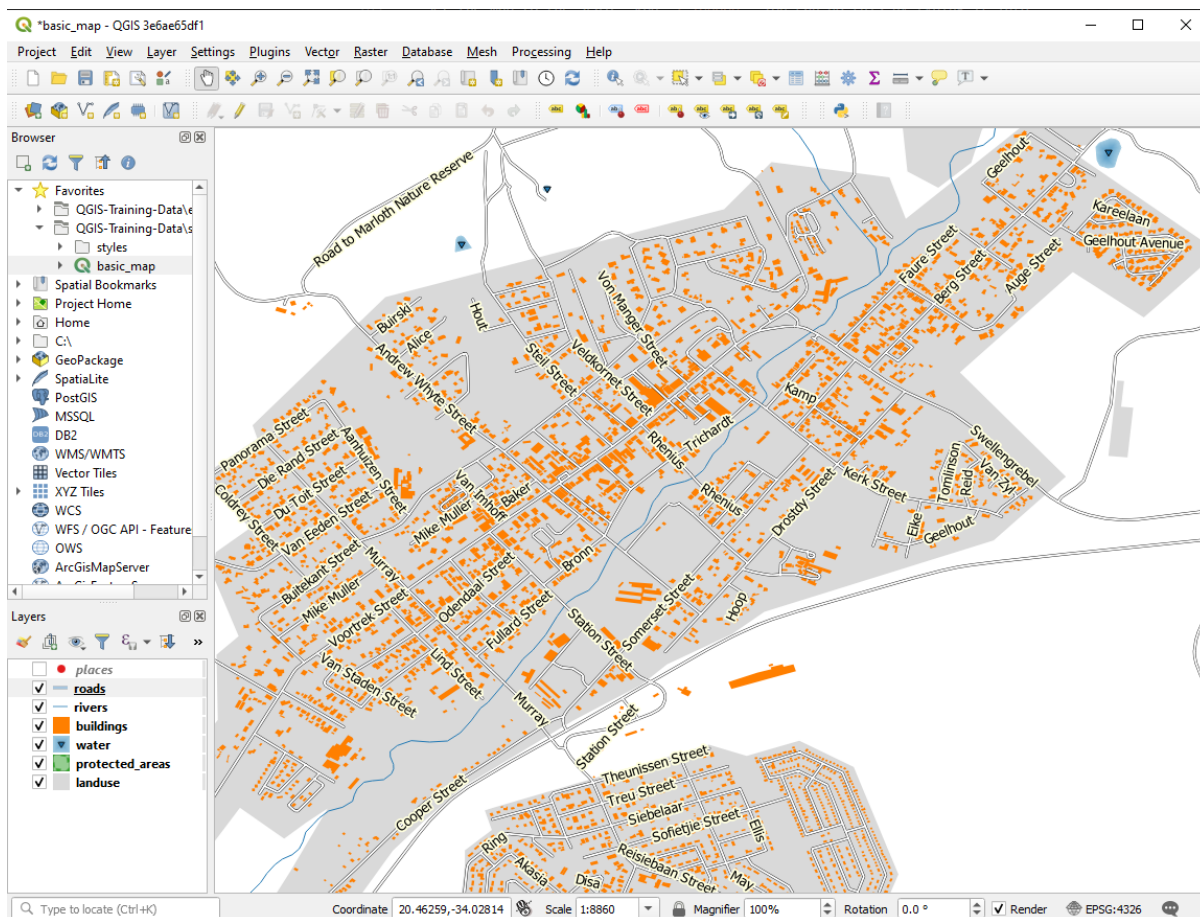 *basic_map - QGIS 3e6ae65df1
Project Edit View Layer Settings Plugins Vector Raster Database Mesh Processing Help
Browser
Favorites
QGIS-Training-Data\e
QGIS-Training-Data\s
styles
basic_map
Spatial Bookmarks
Project Home
Home
C:\
GeoPackage
SpatiaLite
PostGIS
MSSQL
DB2
WMS/WMTS
Vector Tiles
XYZ Tiles
WCS
WFS / OGC API - Feature
OWS
ArcGisMapServer
Layers
places
roads
rivers
buildings
water
protected_areas
landuse
Road to Marloth Nature Reserve
Geelhout
Kareelaan
Geelhout Avenue
Faure Street
Berg Street
Auge Street
Von Manger Street
Hout
Buirski
Alice
Andrew Whyte Street
Steil Street
Veldkornet Street
Kamp
Trichardt
Rhenius
Panorama Street
Die Rand Street
Aanhuizen Street
Du-Toit Street
Coldrey Street
Van Eeden Street
Van Imhoff
Baker
Mike Muller
Rhenius
Drostdy Street
Kerk Street
Swellengrebel
Tomlinson
Reid
Van Zyl
Eike
Geelhout
Buitekant Street
Murray
Mike Muller
Voortrek Street
Odendaal Street
Bronn
Fullard Street
Station Street
Somerset Street
Hoop
Van Staden Street
Lind Street
Murray
Station Street
Cooper Street
Theunissen Street
Treu Street
Siebelaar
Sofietjie Street
Ellis
Ring
Reisiebaan Street
Akasia
Disa
May
Type to locate (Ctrl+K) Coordinate 20.46259,-34.02814 Scale 1:8860 Magnifier 100% Rotation 0.0 ° Render EPSG:4326